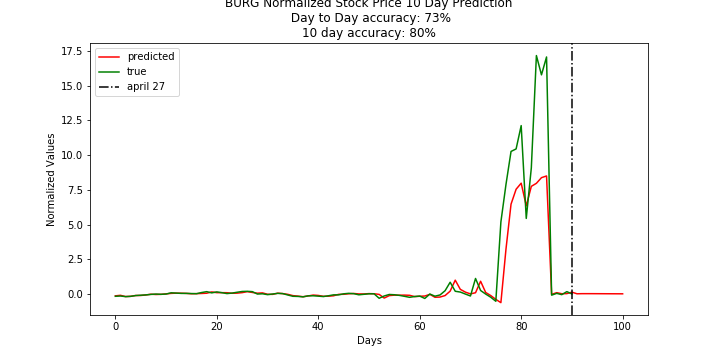 BURG Normalized Stock Price 10 Day Prediction
Day to Day accuracy: 73%
10 day accuracy: 80%
predicted
true
april 27
17.5
15.0
12.5
10.0
7.5
5.0
2.5
0.0
Normalized Values
0 20 40 60 80 100
Days